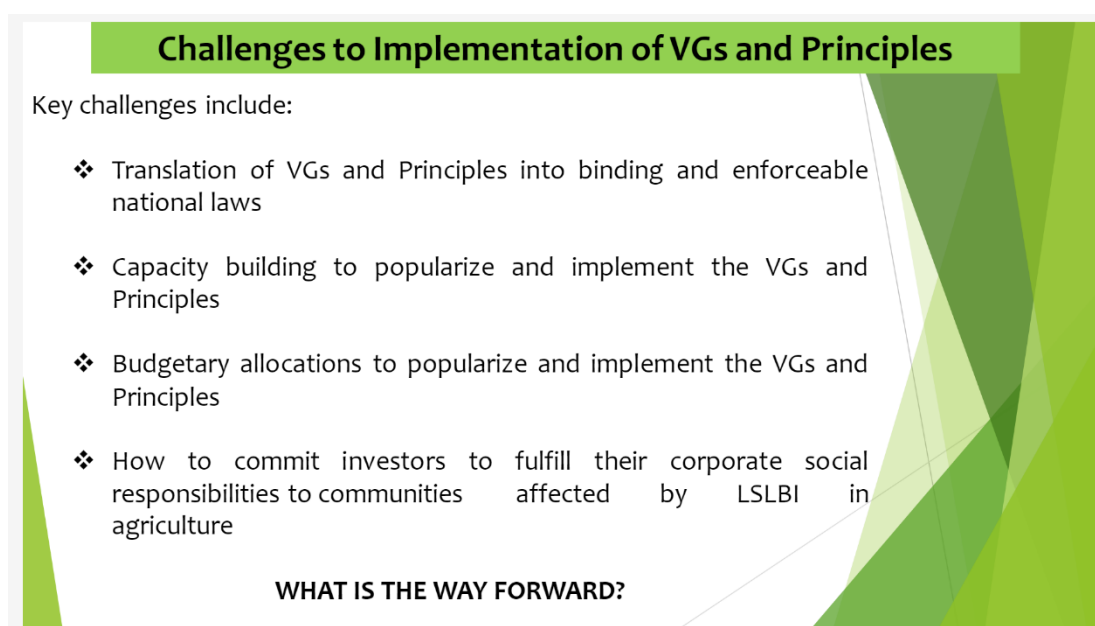 Challenges to Implementation of VGs and Principles
Key challenges include:
❖ Translation of VGs and Principles into binding and enforceable
national laws
❖ Capacity building to popularize and implement the VGs and
Principles
❖ Budgetary allocations to popularize and implement the VGs and
Principles
❖ How to commit investors to fulfill their corporate social
responsibilities to communities affected by LSLBI in
agriculture
WHAT IS THE WAY FORWARD?